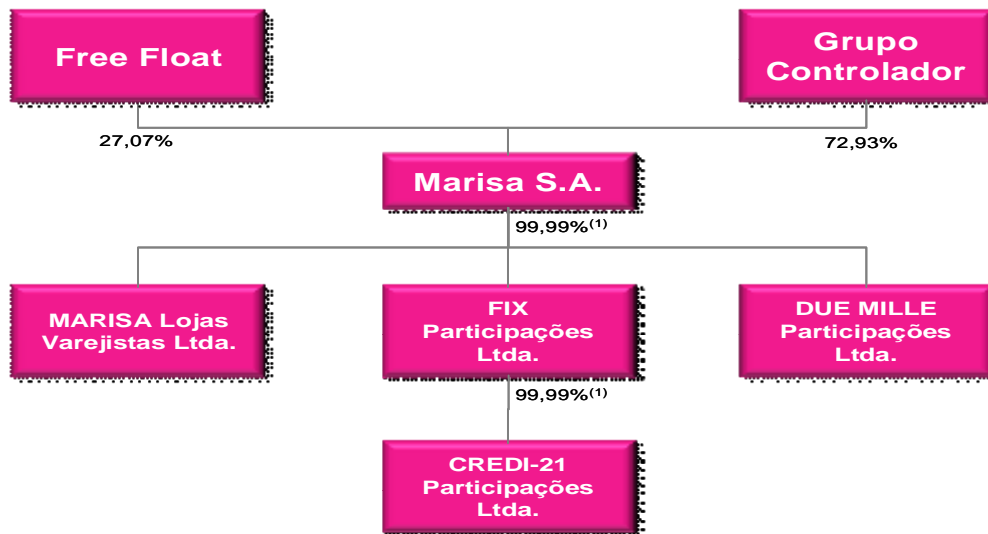 Free Float
Grupo
Controlador
27,07%
72,93%
Marisa S.A.
99,99%(1)
MARISA Lojas
Varejistas Ltda.
FIX
Participações
Ltda.
DUE MILLE
Participações
Ltda.
99,99%(1)
CREDI-21
Participações
Ltda.